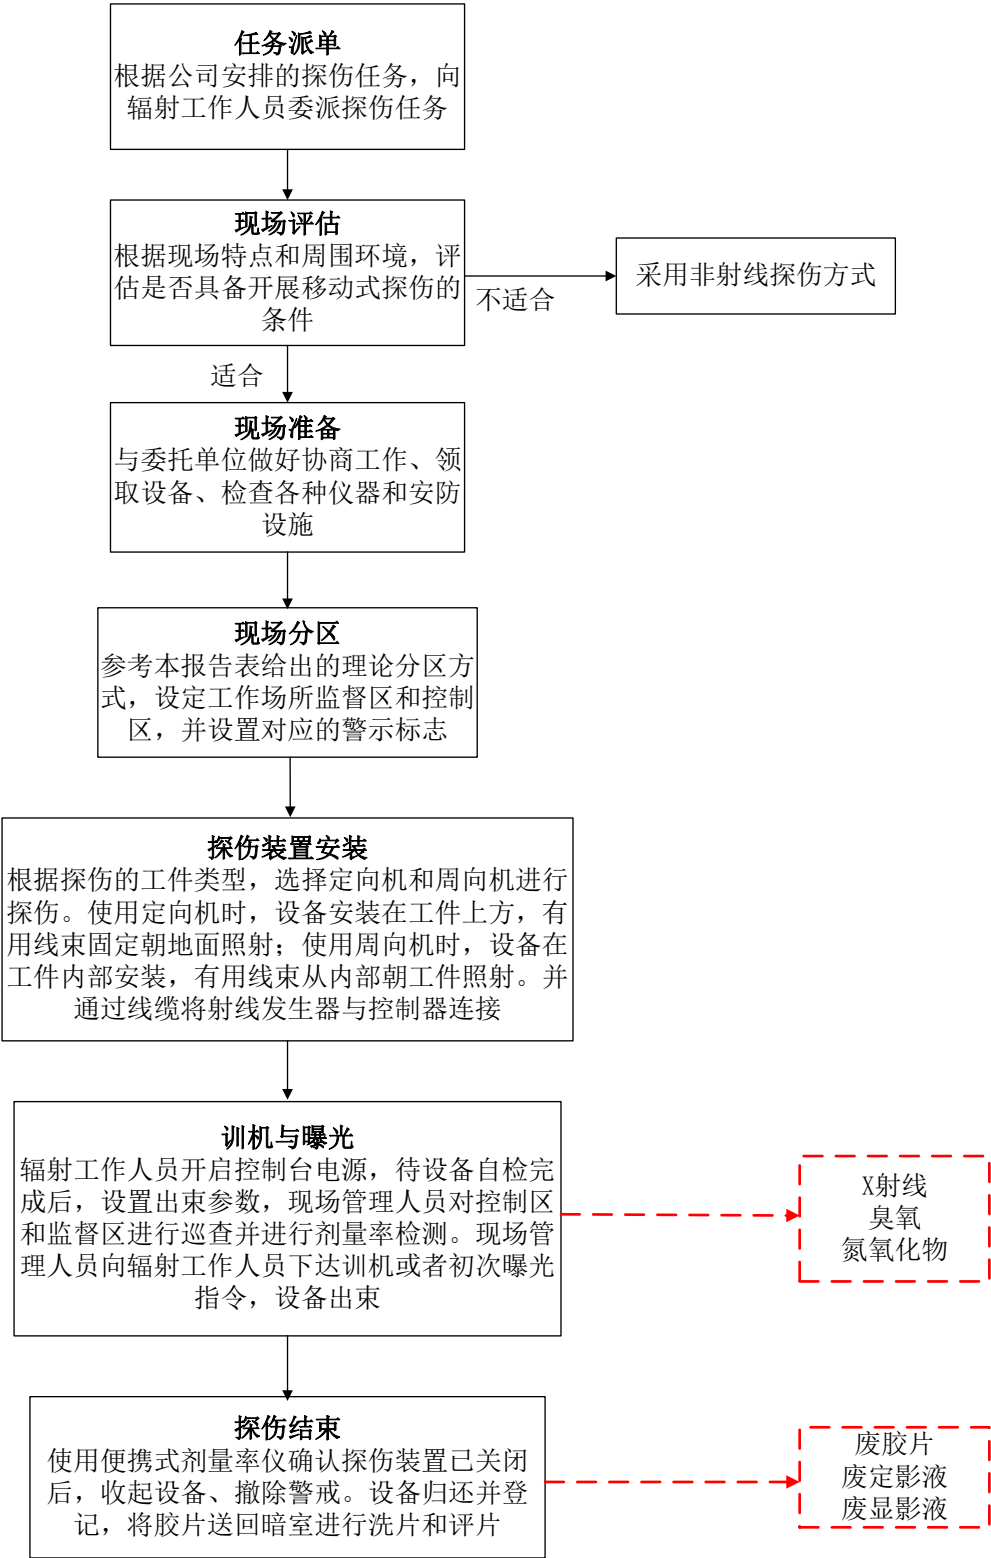 任务派单
根据公司安排的探伤任务，向
辐射工作人员委派探伤任务
现场评估
根据现场特点和周围环境，评
估是否具备开展移动式探伤的
条件
不适合
采用非射线探伤方式
适合
现场准备
与委托单位做好协商工作、领
取设备、检查各种仪器和安防
设施
现场分区
参考本报告表给出的理论分区方
式，设定工作场所监督区和控制
区，并设置对应的警示标志
探伤装置安装
根据探伤的工件类型，选择定向机和周向机进行
探伤。使用定向机时，设备安装在工件上方，有
用线束固定朝地面照射；使用周向机时，设备在
工件内部安装，有用线束从内部朝工件照射。并
通过线缆将射线发生器与控制器连接
训机与曝光
辐射工作人员开启控制台电源，待设备自检完
成后，设置出束参数，现场管理人员对控制区
和监督区进行巡查并进行剂量率检测。现场管
理人员向辐射工作人员下达训机或者初次曝光
指令，设备出束
X射线
臭氧
氮氧化物
探伤结束
使用便携式剂量率仪确认探伤装置已关闭
后，收起设备、撤除警戒。设备归还并登
记，将胶片送回暗室进行洗片和评片
废胶片
废定影液
废显影液